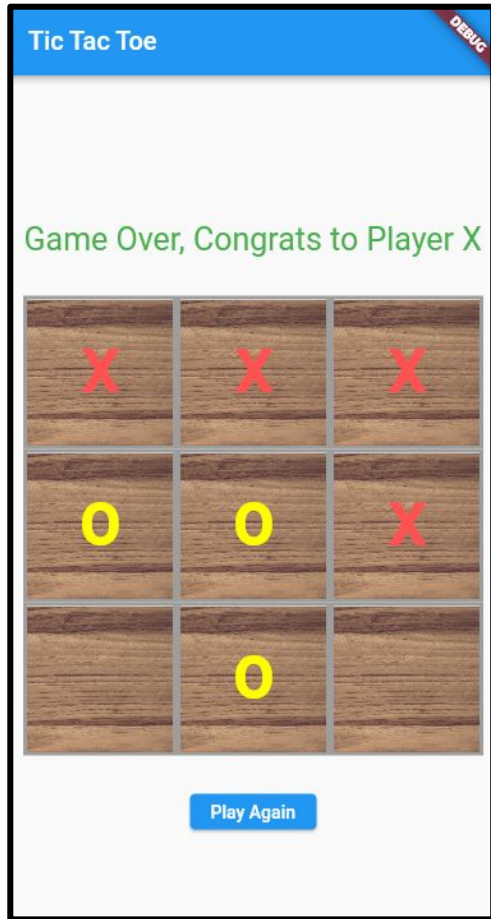 Tic Tac Toe
DEBUG
Game Over, Congrats to Player X
X X X
O O X
O
Play Again